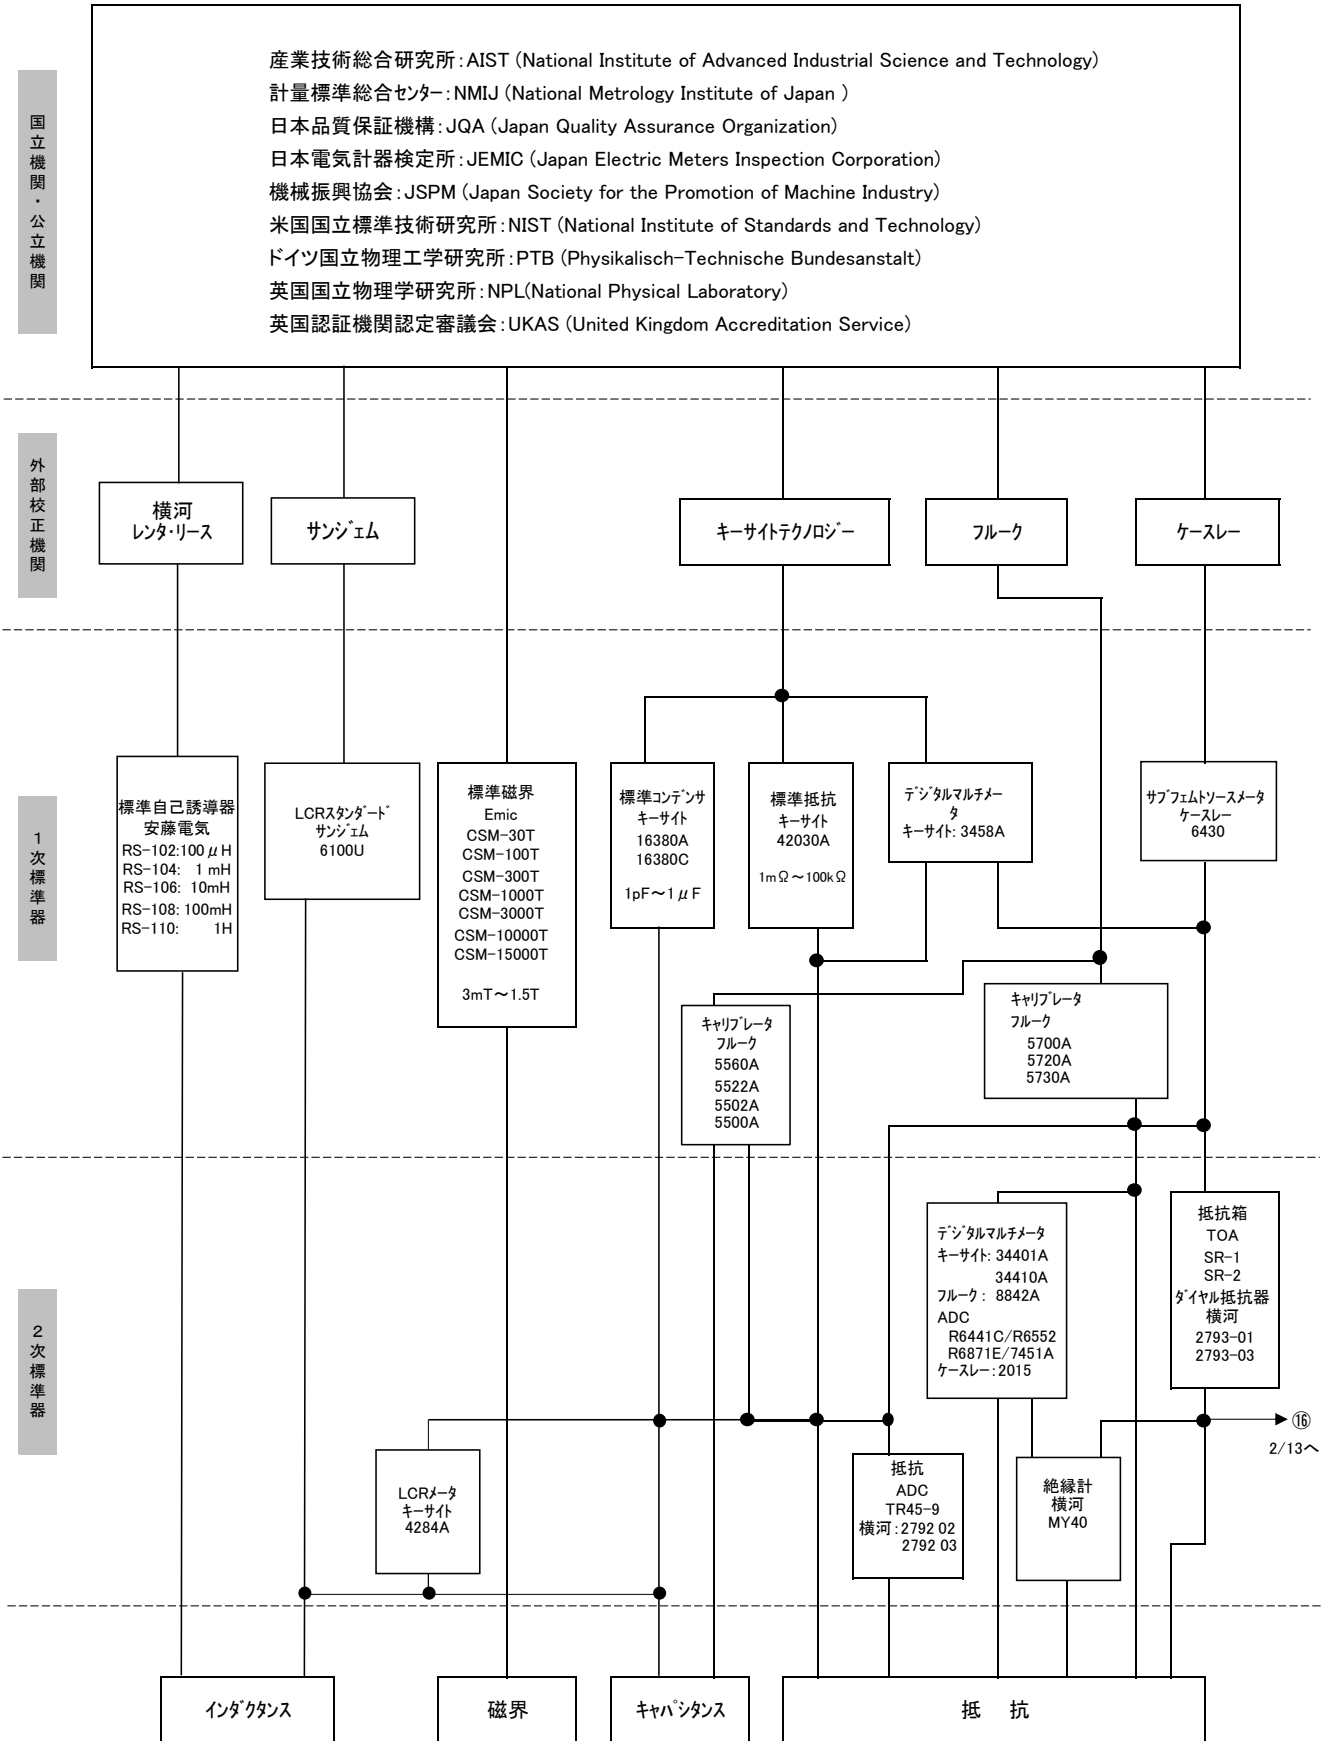 国立機関・公立機関
産業技術総合研究所：AIST (National Institute of Advanced Industrial Science and Technology)
計量標準総合ｾﾝﾀｰ：NMIJ (National Metrology Institute of Japan )
日本品質保証機構：JQA (Japan Quality Assurance Organization)
日本電気計器検定所：JEMIC (Japan Electric Meters Inspection Corporation)
機械振興協会：JSPM (Japan Society for the Promotion of Machine Industry)
米国国立標準技術研究所：NIST (National Institute of Standards and Technology)
ドイツ国立物理工学研究所：PTB (Physikalisch-Technische Bundesanstalt)
英国国立物理学研究所：NPL(National Physical Laboratory)
英国認証機関認定審議会：UKAS (United Kingdom Accreditation Service)
外部校正機関
横河
ﾚﾝﾀ･ﾘｰｽ
ｻﾝｼﾞｪﾑ
ｷｰｻｲﾄﾃｸﾉﾛｼﾞｰ
ﾌﾙｰｸ
ｹｰｽﾚｰ
1次標準器
標準自己誘導器
安藤電気
RS-102:100μH
RS-104: 1 mH
RS-106: 10mH
RS-108: 100mH
RS-110: 1H
LCRｽﾀﾝﾀﾞｰﾄﾞ
ｻﾝｼﾞｪﾑ
6100U
標準磁界
Emic
CSM-30T
CSM-100T
CSM-300T
CSM-1000T
CSM-3000T
CSM-10000T
CSM-15000T
3mT～1.5T
標準ｺﾝﾃﾞﾝｻ
ｷｰｻｲﾄ
16380A
16380C
1pF～1μF
標準抵抗
ｷｰｻｲﾄ
42030A
1mΩ～100kΩ
ﾃﾞｼﾞﾀﾙﾏﾙﾁﾒｰ
ﾀ
ｷｰｻｲﾄ: 3458A
ｻﾌﾞﾌｪﾑﾄｿｰｽﾒｰﾀ
ｹｰｽﾚｰ
6430
ｷｬﾘﾌﾞﾚｰﾀ
ﾌﾙｰｸ
5560A
5522A
5502A
5500A
ｷｬﾘﾌﾞﾚｰﾀ
ﾌﾙｰｸ
5700A
5720A
5730A
2次標準器
ﾃﾞｼﾞﾀﾙﾏﾙﾁﾒｰﾀ
ｷｰｻｲﾄ: 34401A
34410A
ﾌﾙｰｸ : 8842A
ADC
R6441C/R6552
R6871E/7451A
ｹｰｽﾚｰ:2015
抵抗箱
TOA
SR-1
SR-2
ﾀﾞｲﾔﾙ抵抗器
横河
2793-01
2793-03
⑯
2/13へ
LCRﾒｰﾀ
ｷｰｻｲﾄ
4284A
抵抗
ADC
TR45-9
横河:2792 02
2792 03
絶縁計
横河
MY40
ｲﾝﾀﾞｸﾀﾝｽ
磁界
ｷｬﾊﾟｼﾀﾝｽ
抵　抗